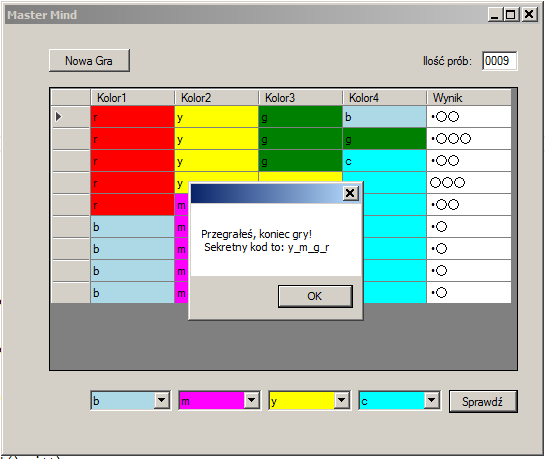 Master Mind
Nowa Gra
Ilość prób: 0009
Kolor1 Kolor2 Kolor3 Kolor4 Wynik
r y g b •○○
r y g g •○○○
r y g c •○○
r y ○○○
r m •○○
b m •○
b m •○
b m •○
b m •○
Przegrałeś, koniec gry!
Sekretny kod to: y_m_g_r
OK
b m y c Sprawdź